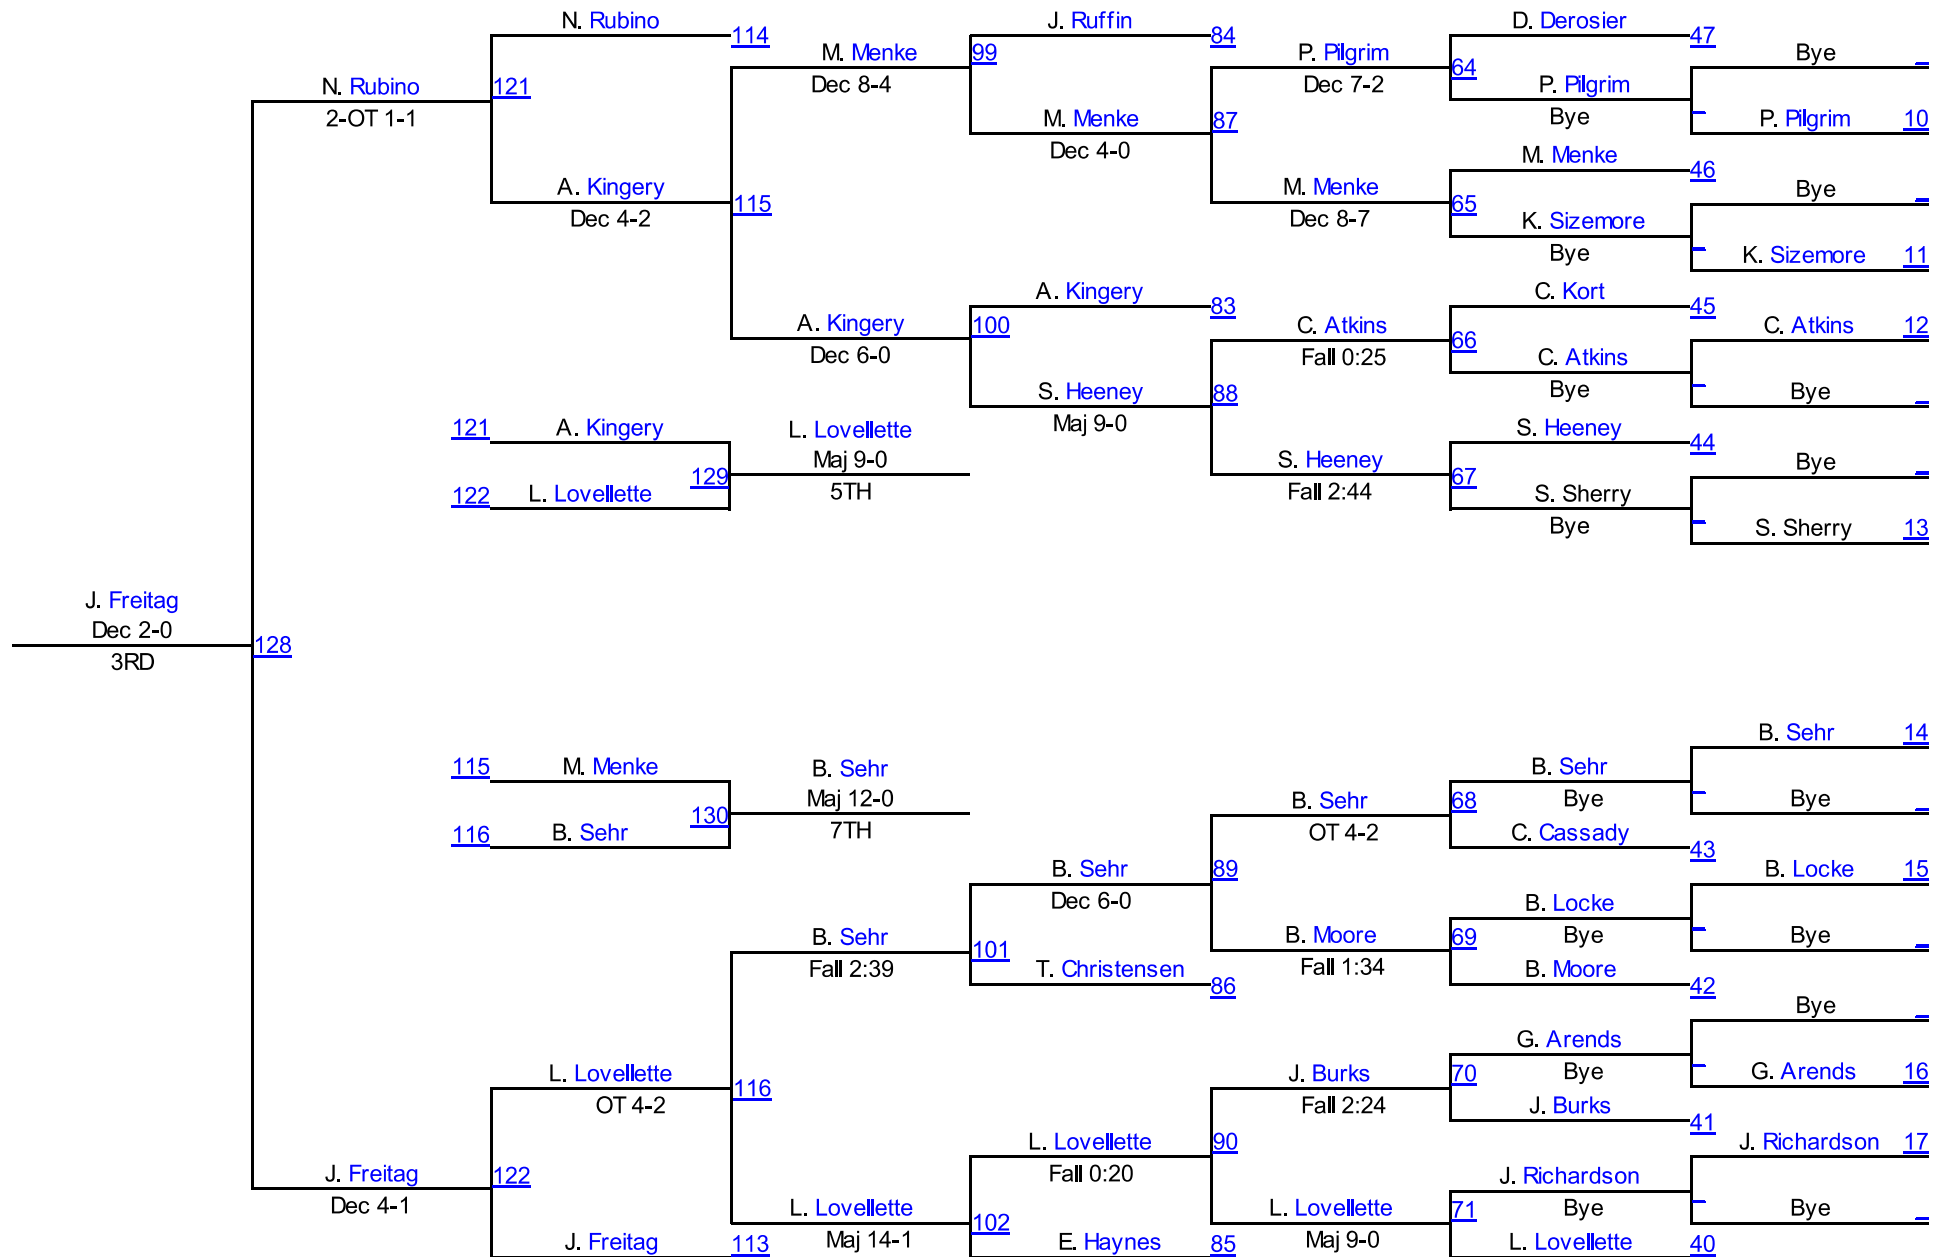 N. Rubino
114
J. Ruffin
84
D. Derosier
47
M. Menke
99
Dec 8-4
P. Pilgrim
64
Dec 7-2
Bye
N. Rubino
121
2-OT 1-1
P. Pilgrim
Bye
M. Menke
87
Dec 4-0
P. Pilgrim
10
M. Menke
46
A. Kingery
115
Dec 4-2
M. Menke
65
Dec 8-7
Bye
K. Sizemore
Bye
K. Sizemore
11
A. Kingery
83
C. Kort
45
A. Kingery
100
Dec 6-0
C. Atkins
66
Fall 0:25
C. Atkins
12
C. Atkins
Bye
S. Heeney
88
Maj 9-0
Bye
121
A. Kingery
L. Lovellette
Maj 9-0
5TH
S. Heeney
44
129
S. Heeney
67
Fall 2:44
Bye
122
L. Lovellette
S. Sherry
Bye
S. Sherry
13
J. Freitag
Dec 2-0
128
3RD
B. Sehr
14
115
M. Menke
B. Sehr
Maj 12-0
7TH
B. Sehr
Bye
130
B. Sehr
68
OT 4-2
Bye
116
B. Sehr
C. Cassady
43
B. Sehr
89
Dec 6-0
B. Locke
15
B. Locke
Bye
B. Sehr
101
Fall 2:39
B. Moore
69
Fall 1:34
Bye
T. Christensen
86
B. Moore
42
Bye
G. Arends
Bye
L. Lovellette
116
OT 4-2
J. Burks
70
Fall 2:24
G. Arends
16
J. Burks
41
L. Lovellette
90
Fall 0:20
J. Richardson
17
J. Freitag
122
Dec 4-1
J. Richardson
Bye
L. Lovellette
102
Maj 14-1
L. Lovellette
71
Maj 9-0
Bye
J. Freitag
113
E. Haynes
85
L. Lovellette
40